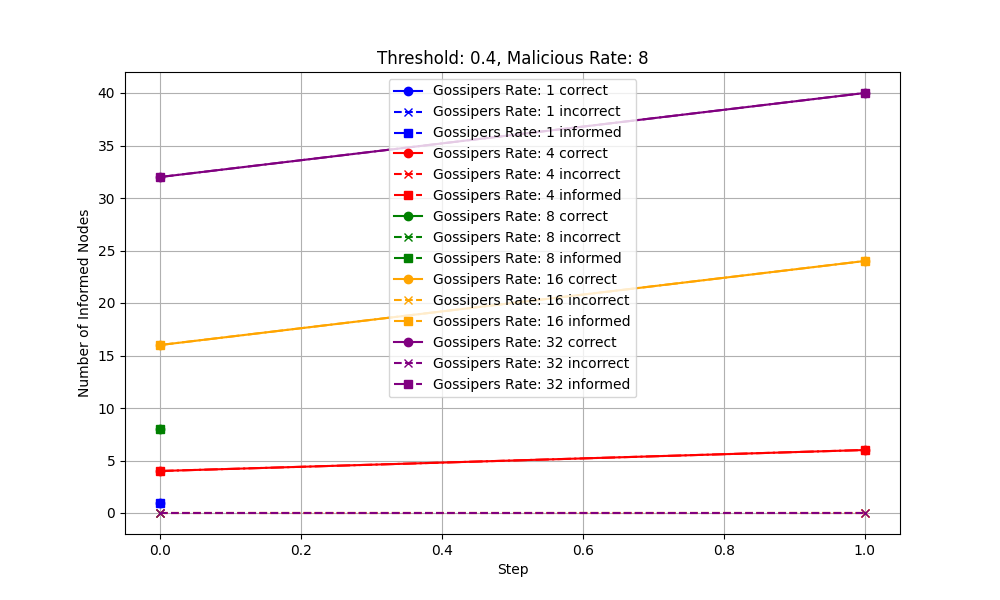 Threshold: 0.4, Malicious Rate: 8
Number of Informed Nodes
40
35
30
25
20
15
10
5
0
Gossipers Rate: 1 correct
Gossipers Rate: 1 incorrect
Gossipers Rate: 1 informed
Gossipers Rate: 4 correct
Gossipers Rate: 4 incorrect
Gossipers Rate: 4 informed
Gossipers Rate: 8 correct
Gossipers Rate: 8 incorrect
Gossipers Rate: 8 informed
Gossipers Rate: 16 correct
Gossipers Rate: 16 incorrect
Gossipers Rate: 16 informed
Gossipers Rate: 32 correct
Gossipers Rate: 32 incorrect
Gossipers Rate: 32 informed
0.0 0.2 0.4 0.6 0.8 1.0
Step